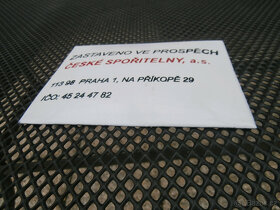 ZASTAVENO VE PROSPĚCH
ČESKÉ SPOŘITELNY, a.s.
113 98 PRAHA 1, NA PŘÍKOPĚ 29
IČO: 45 24 47 82